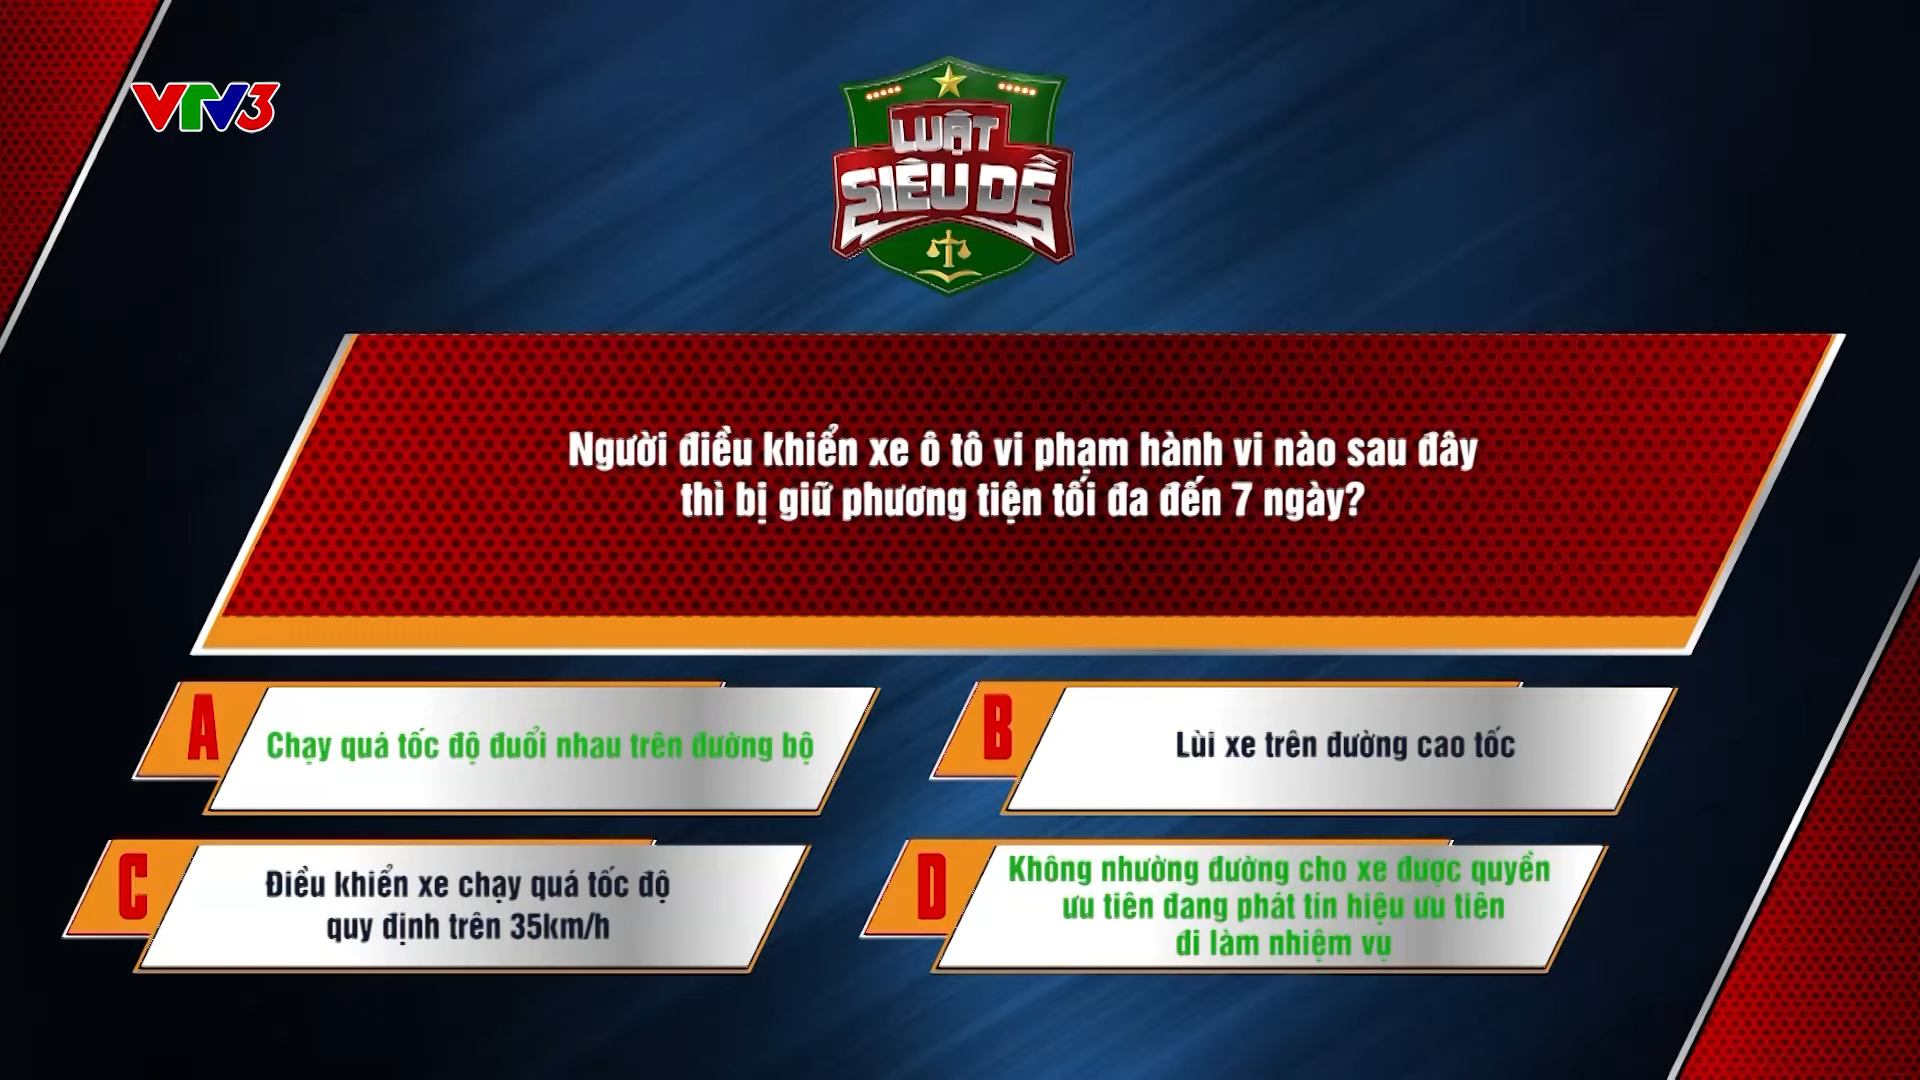 VTV3
LUẬT
SIÊU DỄ
Người điều khiển xe ô tô vi phạm hành vi nào sau đây
thì bị giữ phương tiện tối đa đến 7 ngày?
A
Chạy quá tốc độ đuổi nhau trên đường bộ
B
Lùi xe trên đường cao tốc
C
Điều khiển xe chạy quá tốc độ
quy định trên 35km/h
D
Không nhường đường cho xe được quyền
ưu tiên đang phát tín hiệu ưu tiên
đi làm nhiệm vụ